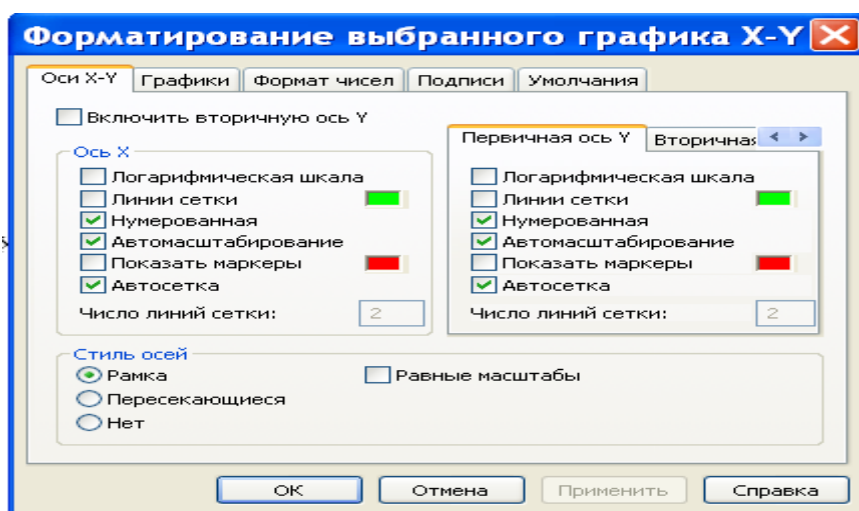 Форматирование выбранного графика X-Y
Оси X-Y Графики Формат чисел Подписи Умолчания
Включить вторичную ось Y
Ось X
Логарифмическая шкала
Линии сетки
Нумерованная
Автомасштабирование
Показать маркеры
Автосетка
Число линий сетки: 2
Первичная ось Y Вторичная
Логарифмическая шкала
Линии сетки
Нумерованная
Автомасштабирование
Показать маркеры
Автосетка
Число линий сетки: 2
Стиль осей
Рамка
Пересекающиеся
Нет
Равные масштабы
ОК Отмена Применить Справка